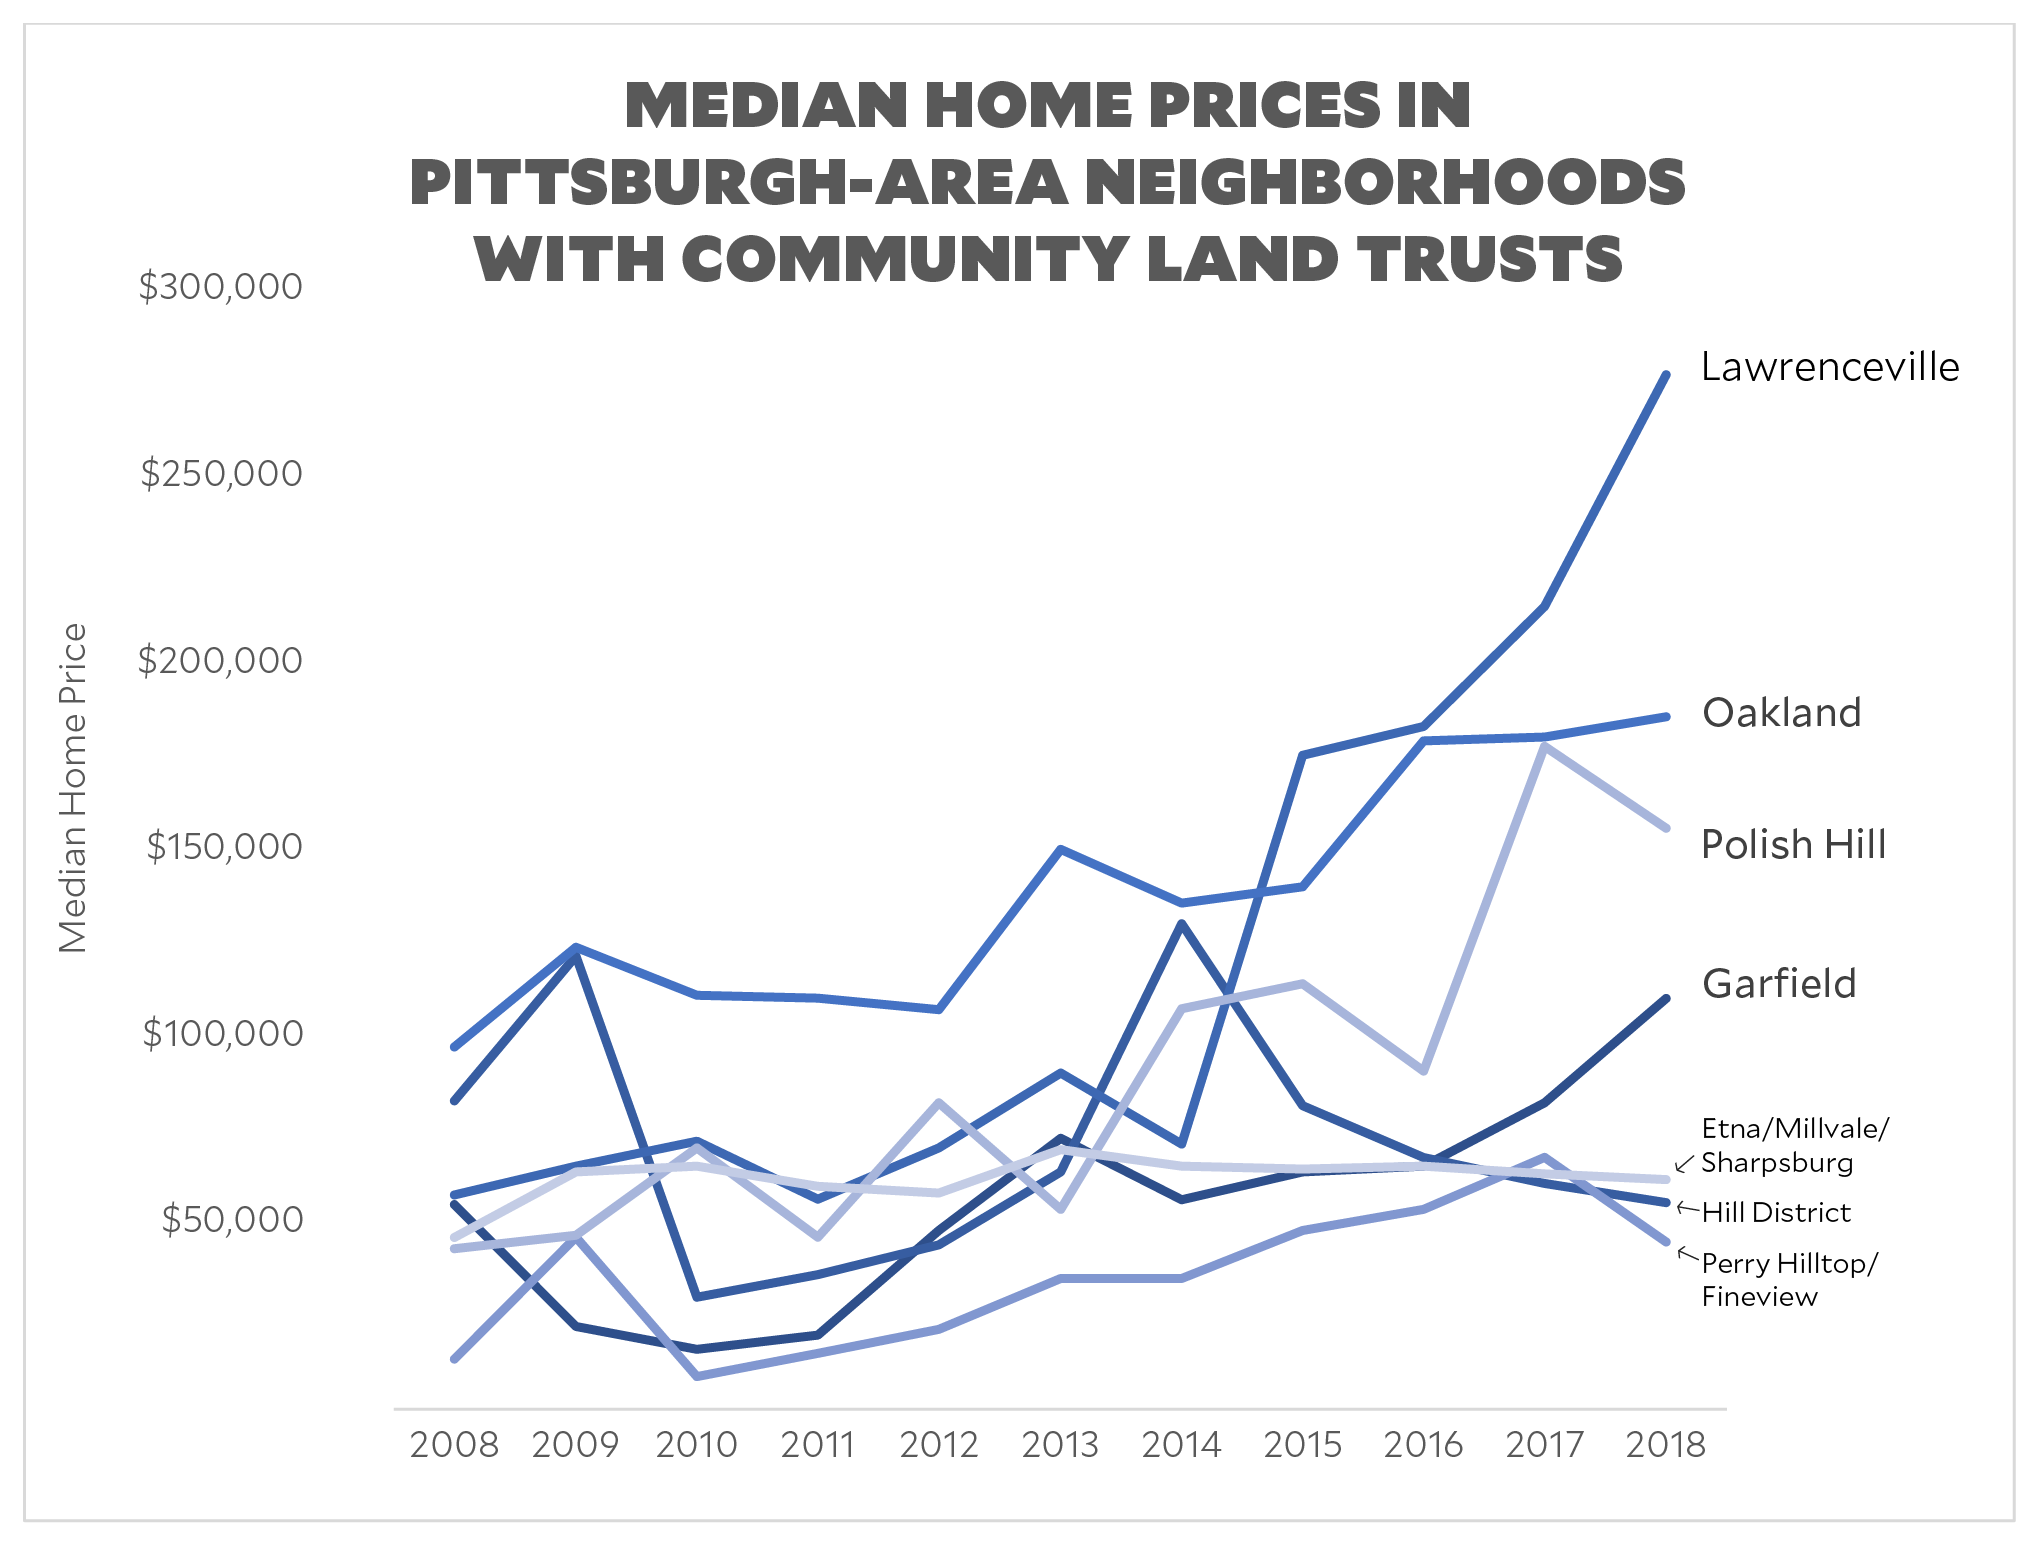 MEDIAN HOME PRICES IN
PITTSBURGH-AREA NEIGHBORHOODS
WITH COMMUNITY LAND TRUSTS
$300,000
$250,000
$200,000
$150,000
$100,000
$50,000
Median Home Price
Lawrenceville
Oakland
Polish Hill
Garfield
Etna/Millvale/
Sharpsburg
Hill District
Perry Hilltop/
Fineview
2008 2009 2010 2011 2012 2013 2014 2015 2016 2017 2018